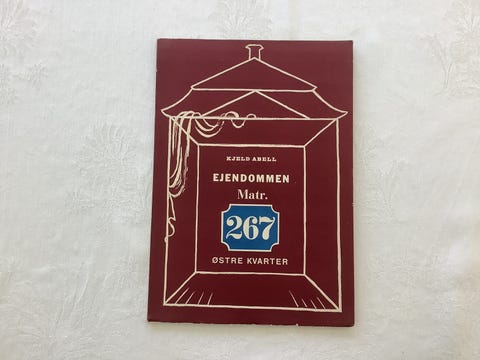 KJELD ABELL
EJENDOMMEN
Matr.
267
ØSTRE KVARTER